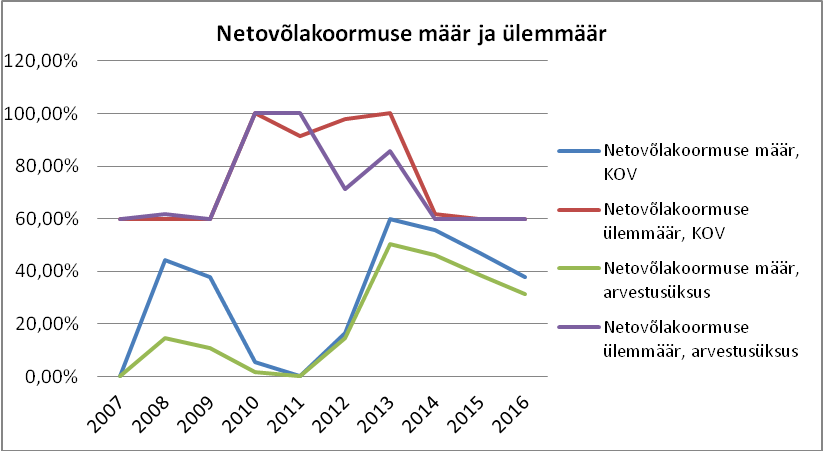 Netovõlakoormuse määr ja ülemmäär
120,00%
100,00%
80,00%
60,00%
40,00%
20,00%
0,00%
2007
2008
2009
2010
2011
2012
2013
2014
2015
2016
Netovõlakoormuse määr,
KOV
Netovõlakoormuse
ülemmäär, KOV
Netovõlakoormuse määr,
arvestusüksus
Netovõlakoormuse
ülemmäär, arvestusüksus